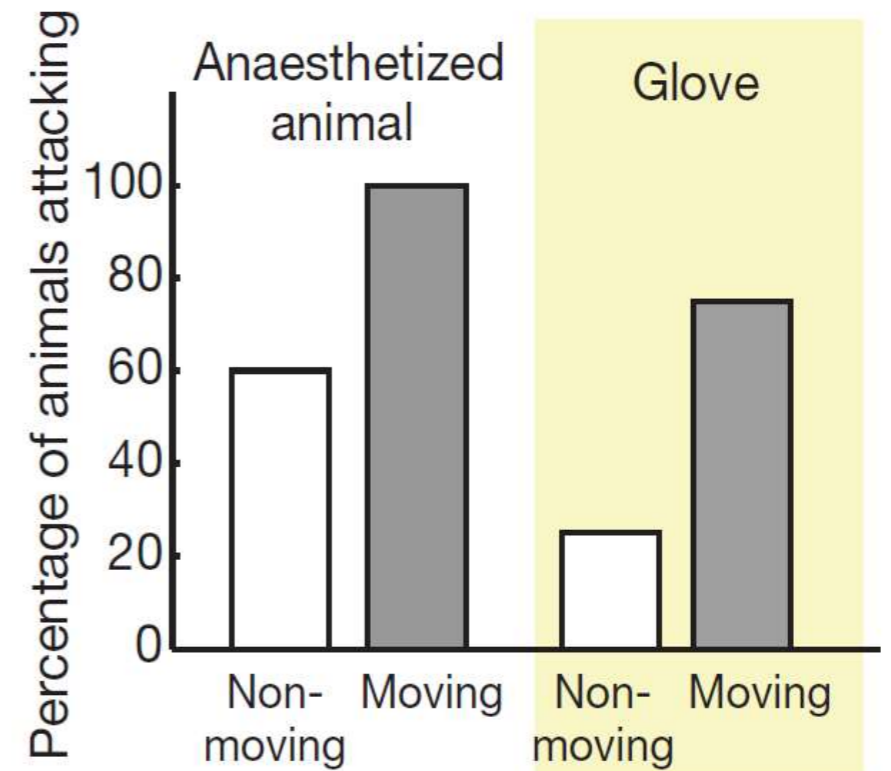 Percentage of animals attacking
Anaesthetized
animal
Glove
100
80
60
40
20
0
Non-
moving
Moving
Non-
moving
Moving